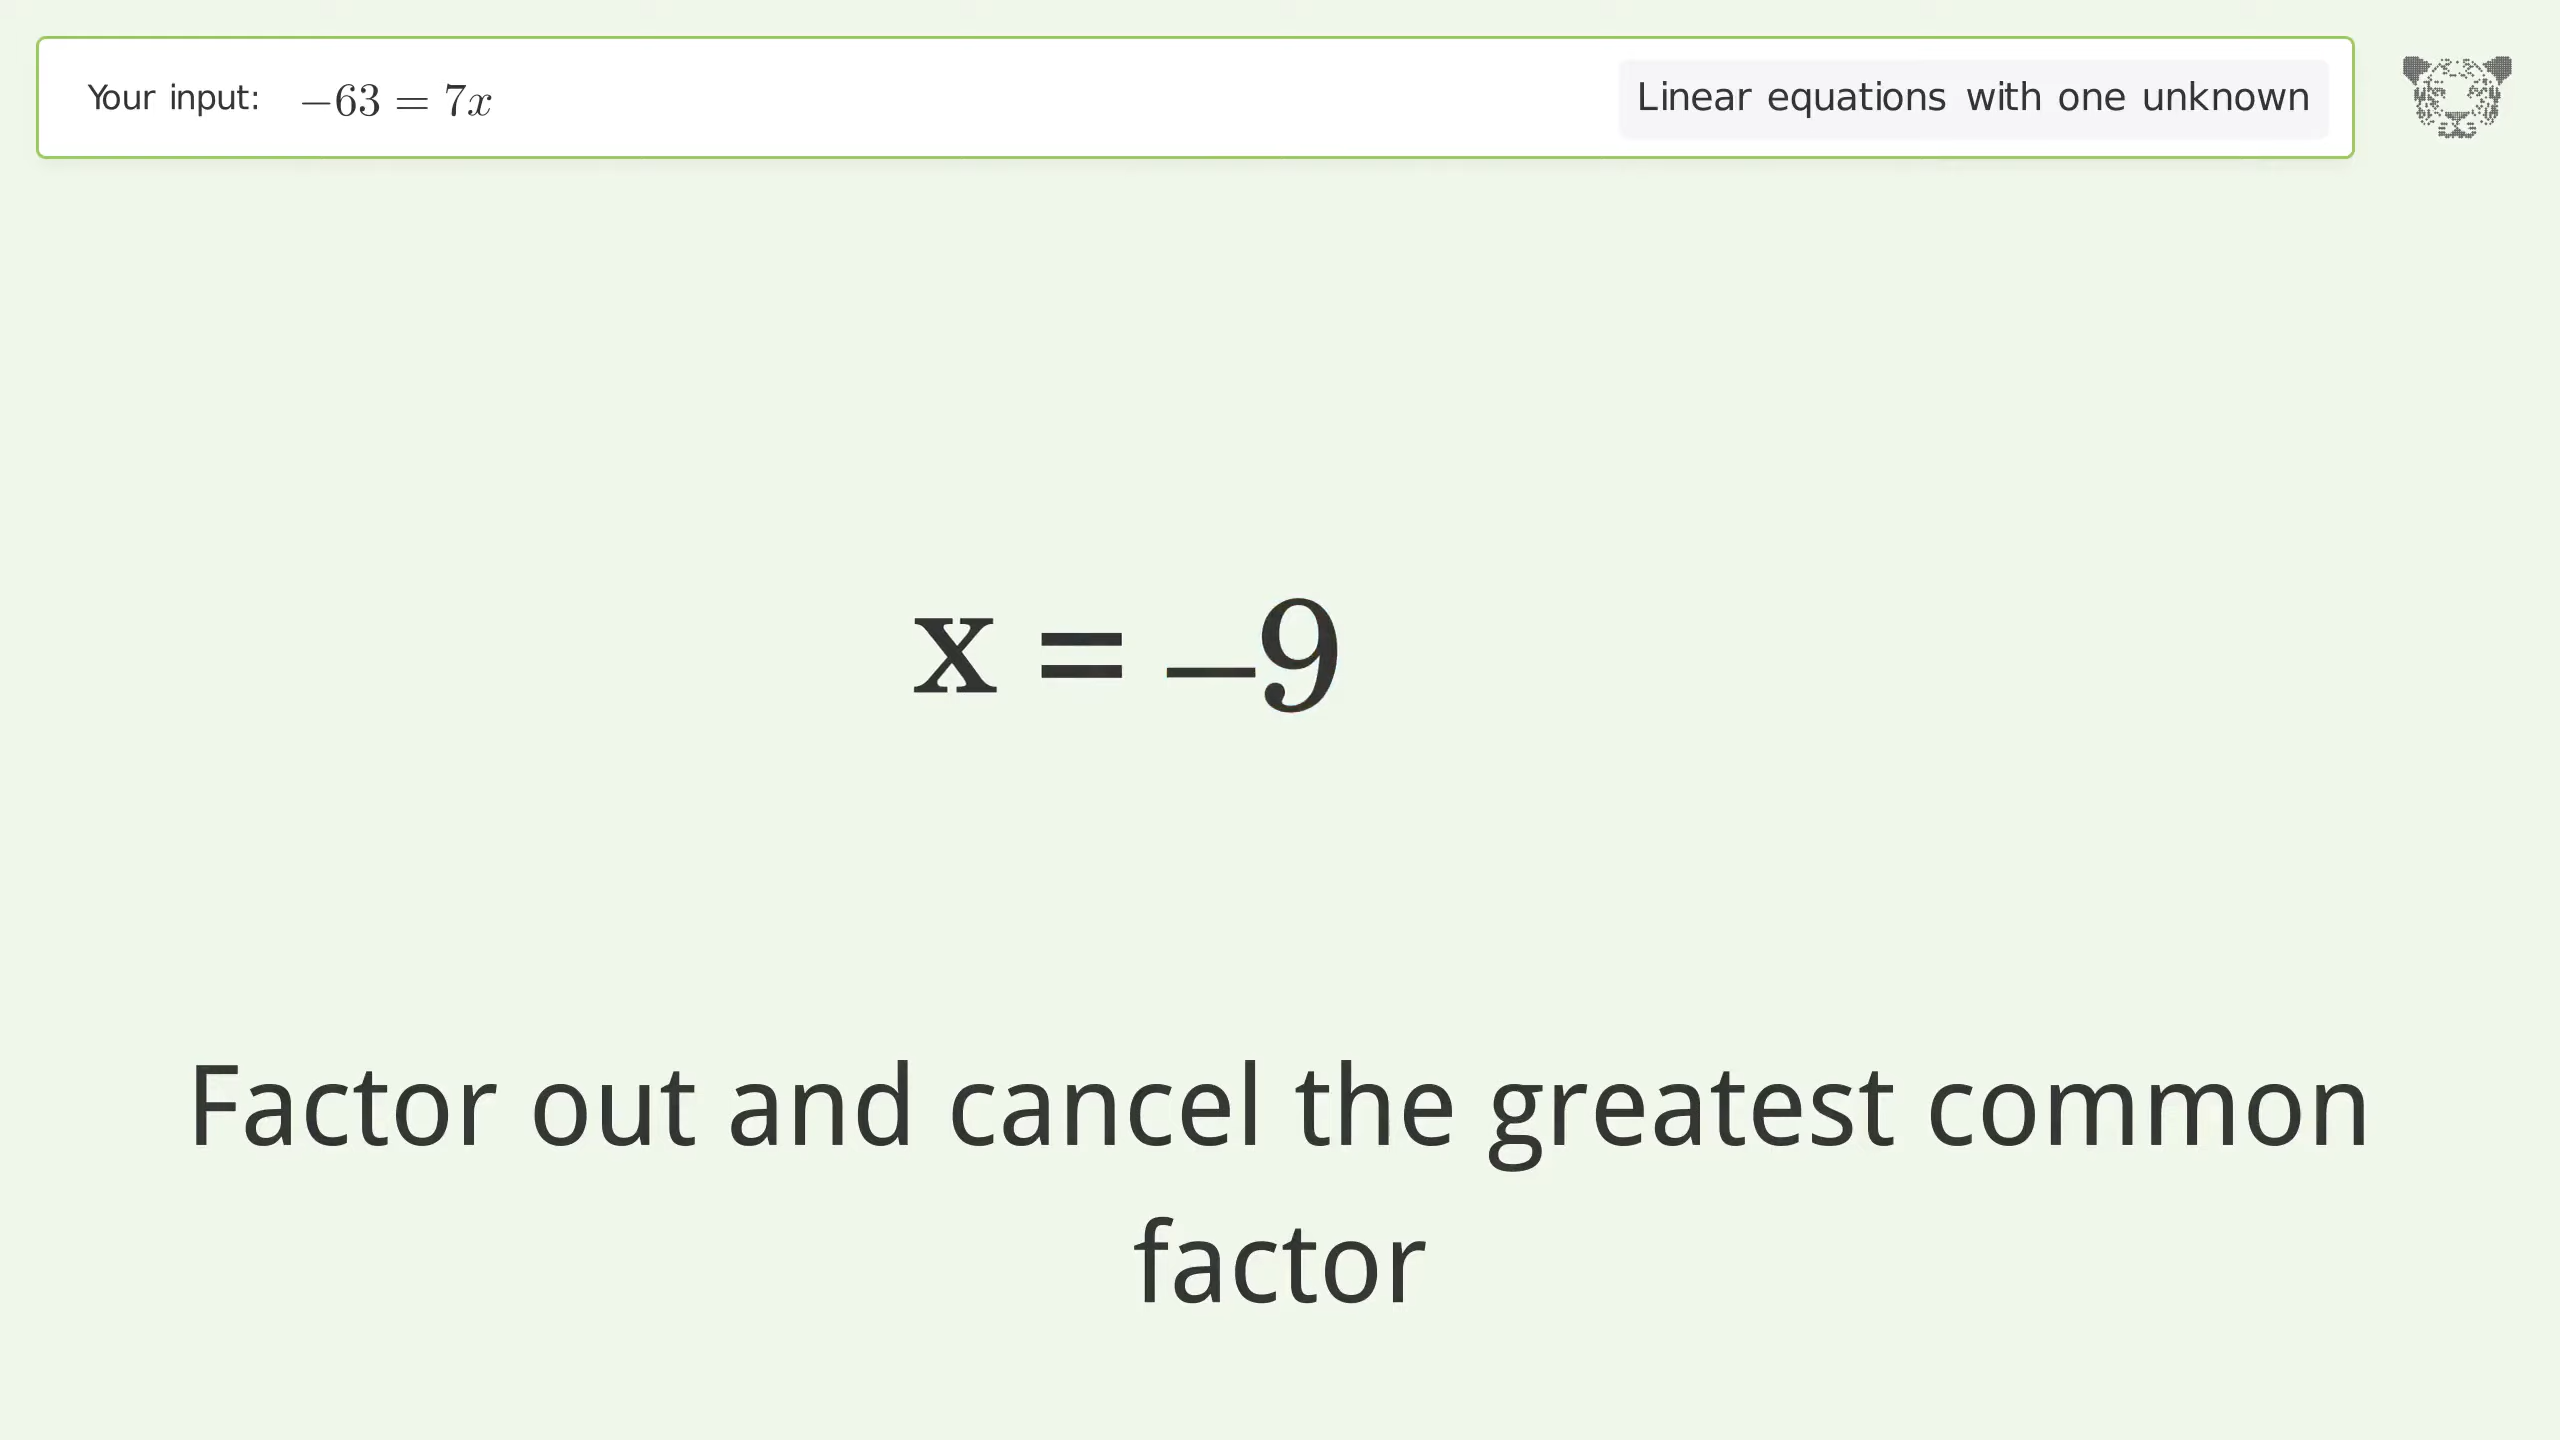 Your input: −63 = 7x
Linear equations with one unknown
x = −9
Factor out and cancel the greatest common
factor